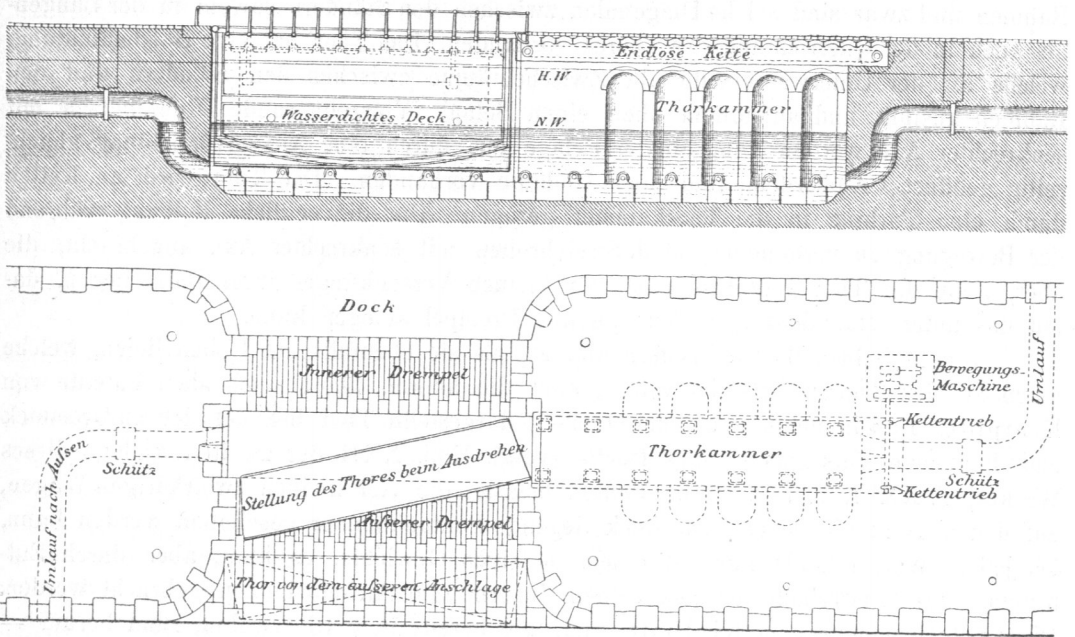 Endlose Kette
H.W
Thorkammer
Wasserdichtes Deck
N.W.
Dock
Innerer Drempel
Bewegungs-
Maschine
Umlauf
Kettentrieb
Thorkammer
Schütz
Kettentrieb
Umlauf nach Außen
Schütz
Stellung des Thores beim Ausdrehen
Äußerer Drempel
Thor vor dem äußeren Anschlage